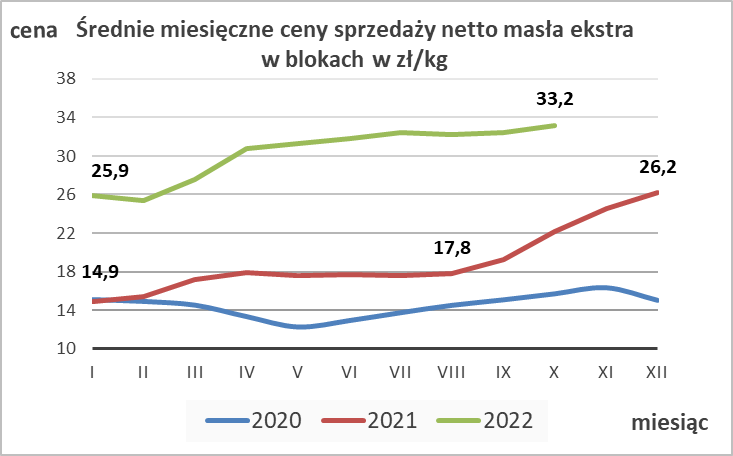 cena Średnie miesięczne ceny sprzedaży netto masła ekstra
w blokach w zł/kg
38
34
33,2
30
25,9
26,2
26
22
17,8
18
14,9
14
10
I II III IV V VI VII VIII IX X XI XII
2020 2021 2022
miesiąc